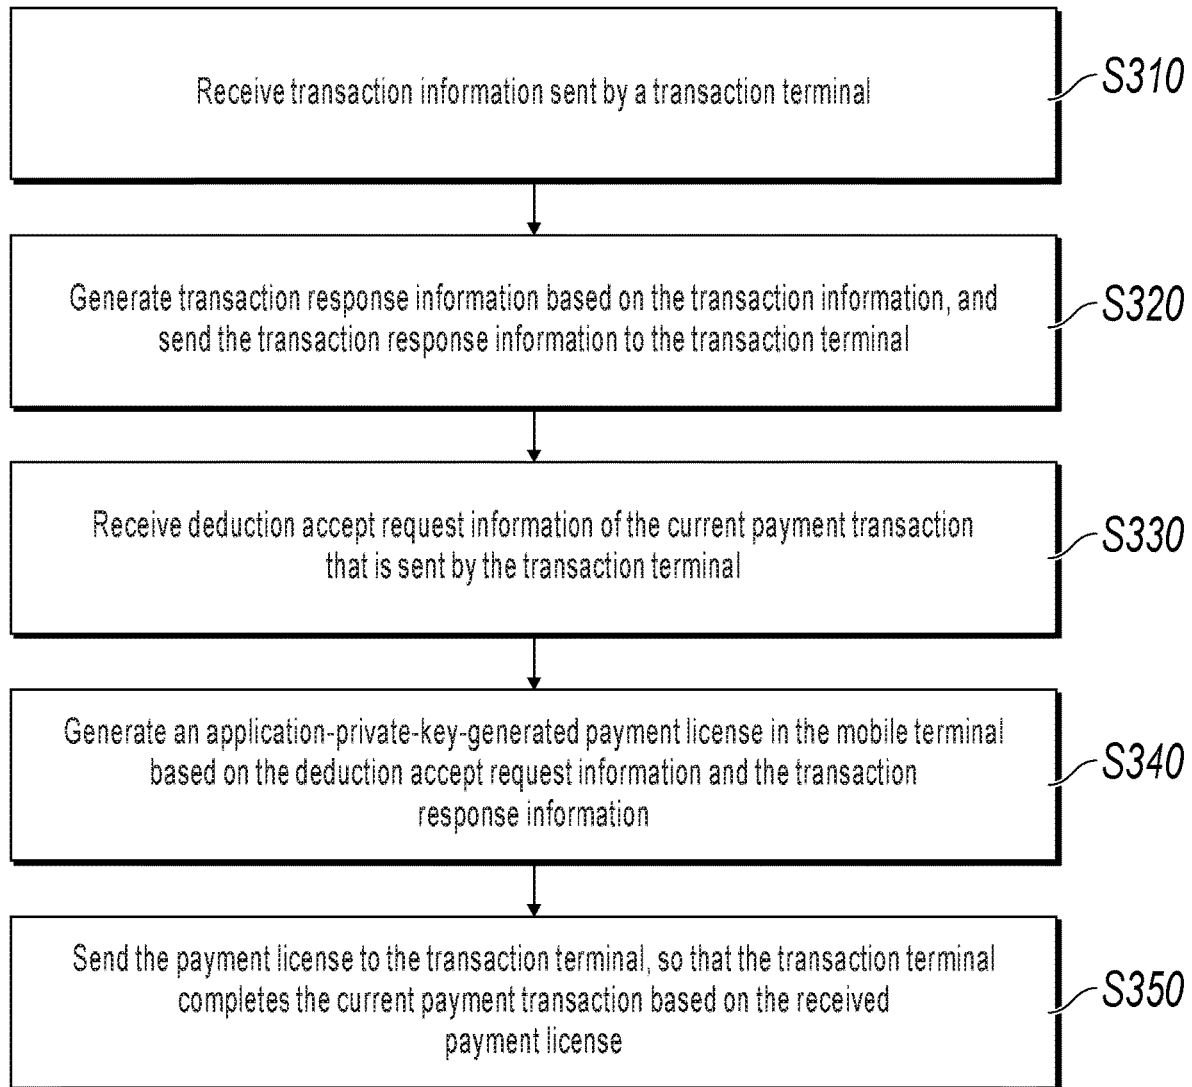 Receive transaction information sent by a transaction terminal
S310
Generate transaction response information based on the transaction information, and
send the transaction response information to the transaction terminal
S320
Receive deduction accept request information of the current payment transaction
that is sent by the transaction terminal
S330
Generate an application-private-key-generated payment license in the mobile terminal
based on the deduction accept request information and the transaction
response information
S340
Send the payment license to the transaction terminal, so that the transaction terminal
completes the current payment transaction based on the received
payment license
S350